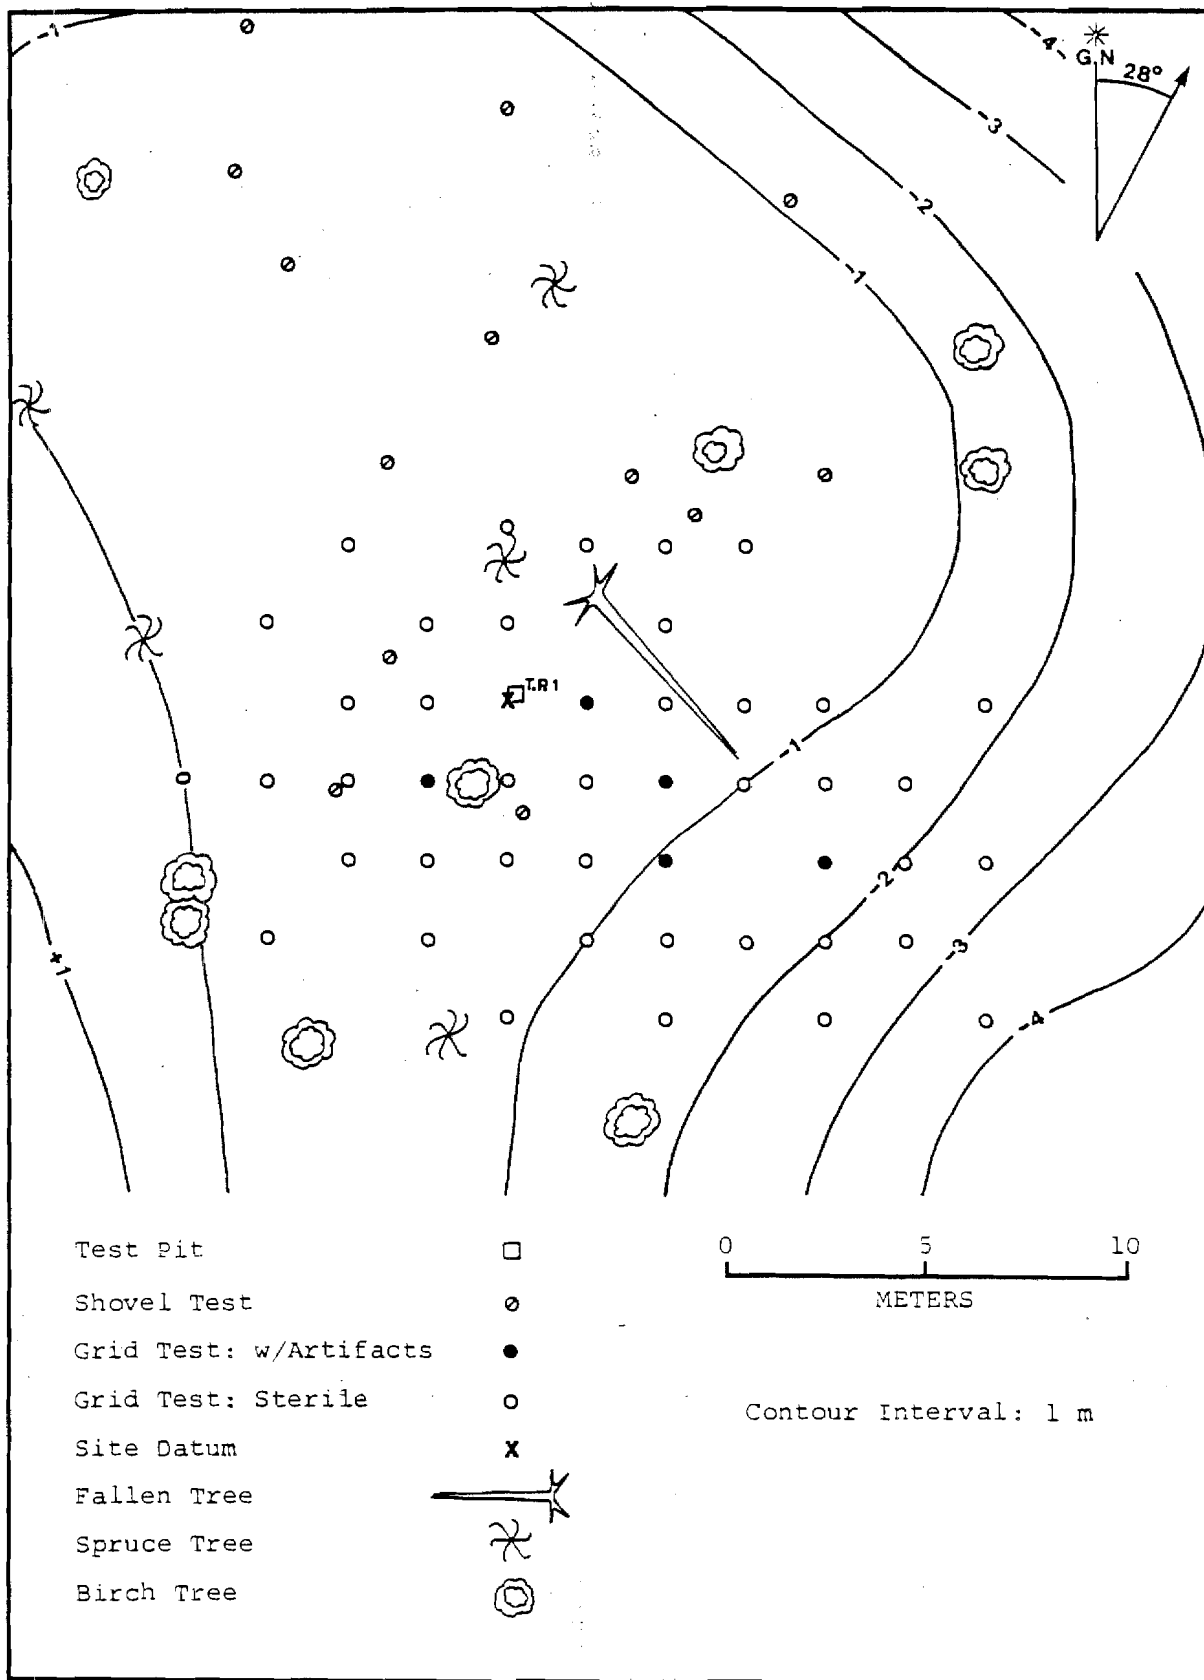 -1
-4
G.N
28°
-3
-2
-1
T.P.1
-1
-2
+1
-3
-4
Test Pit
Shovel Test
Grid Test: w/Artifacts
Grid Test: Sterile
Site Datum
Fallen Tree
Spruce Tree
Birch Tree
0 5 10
METERS
Contour Interval: 1 m
0